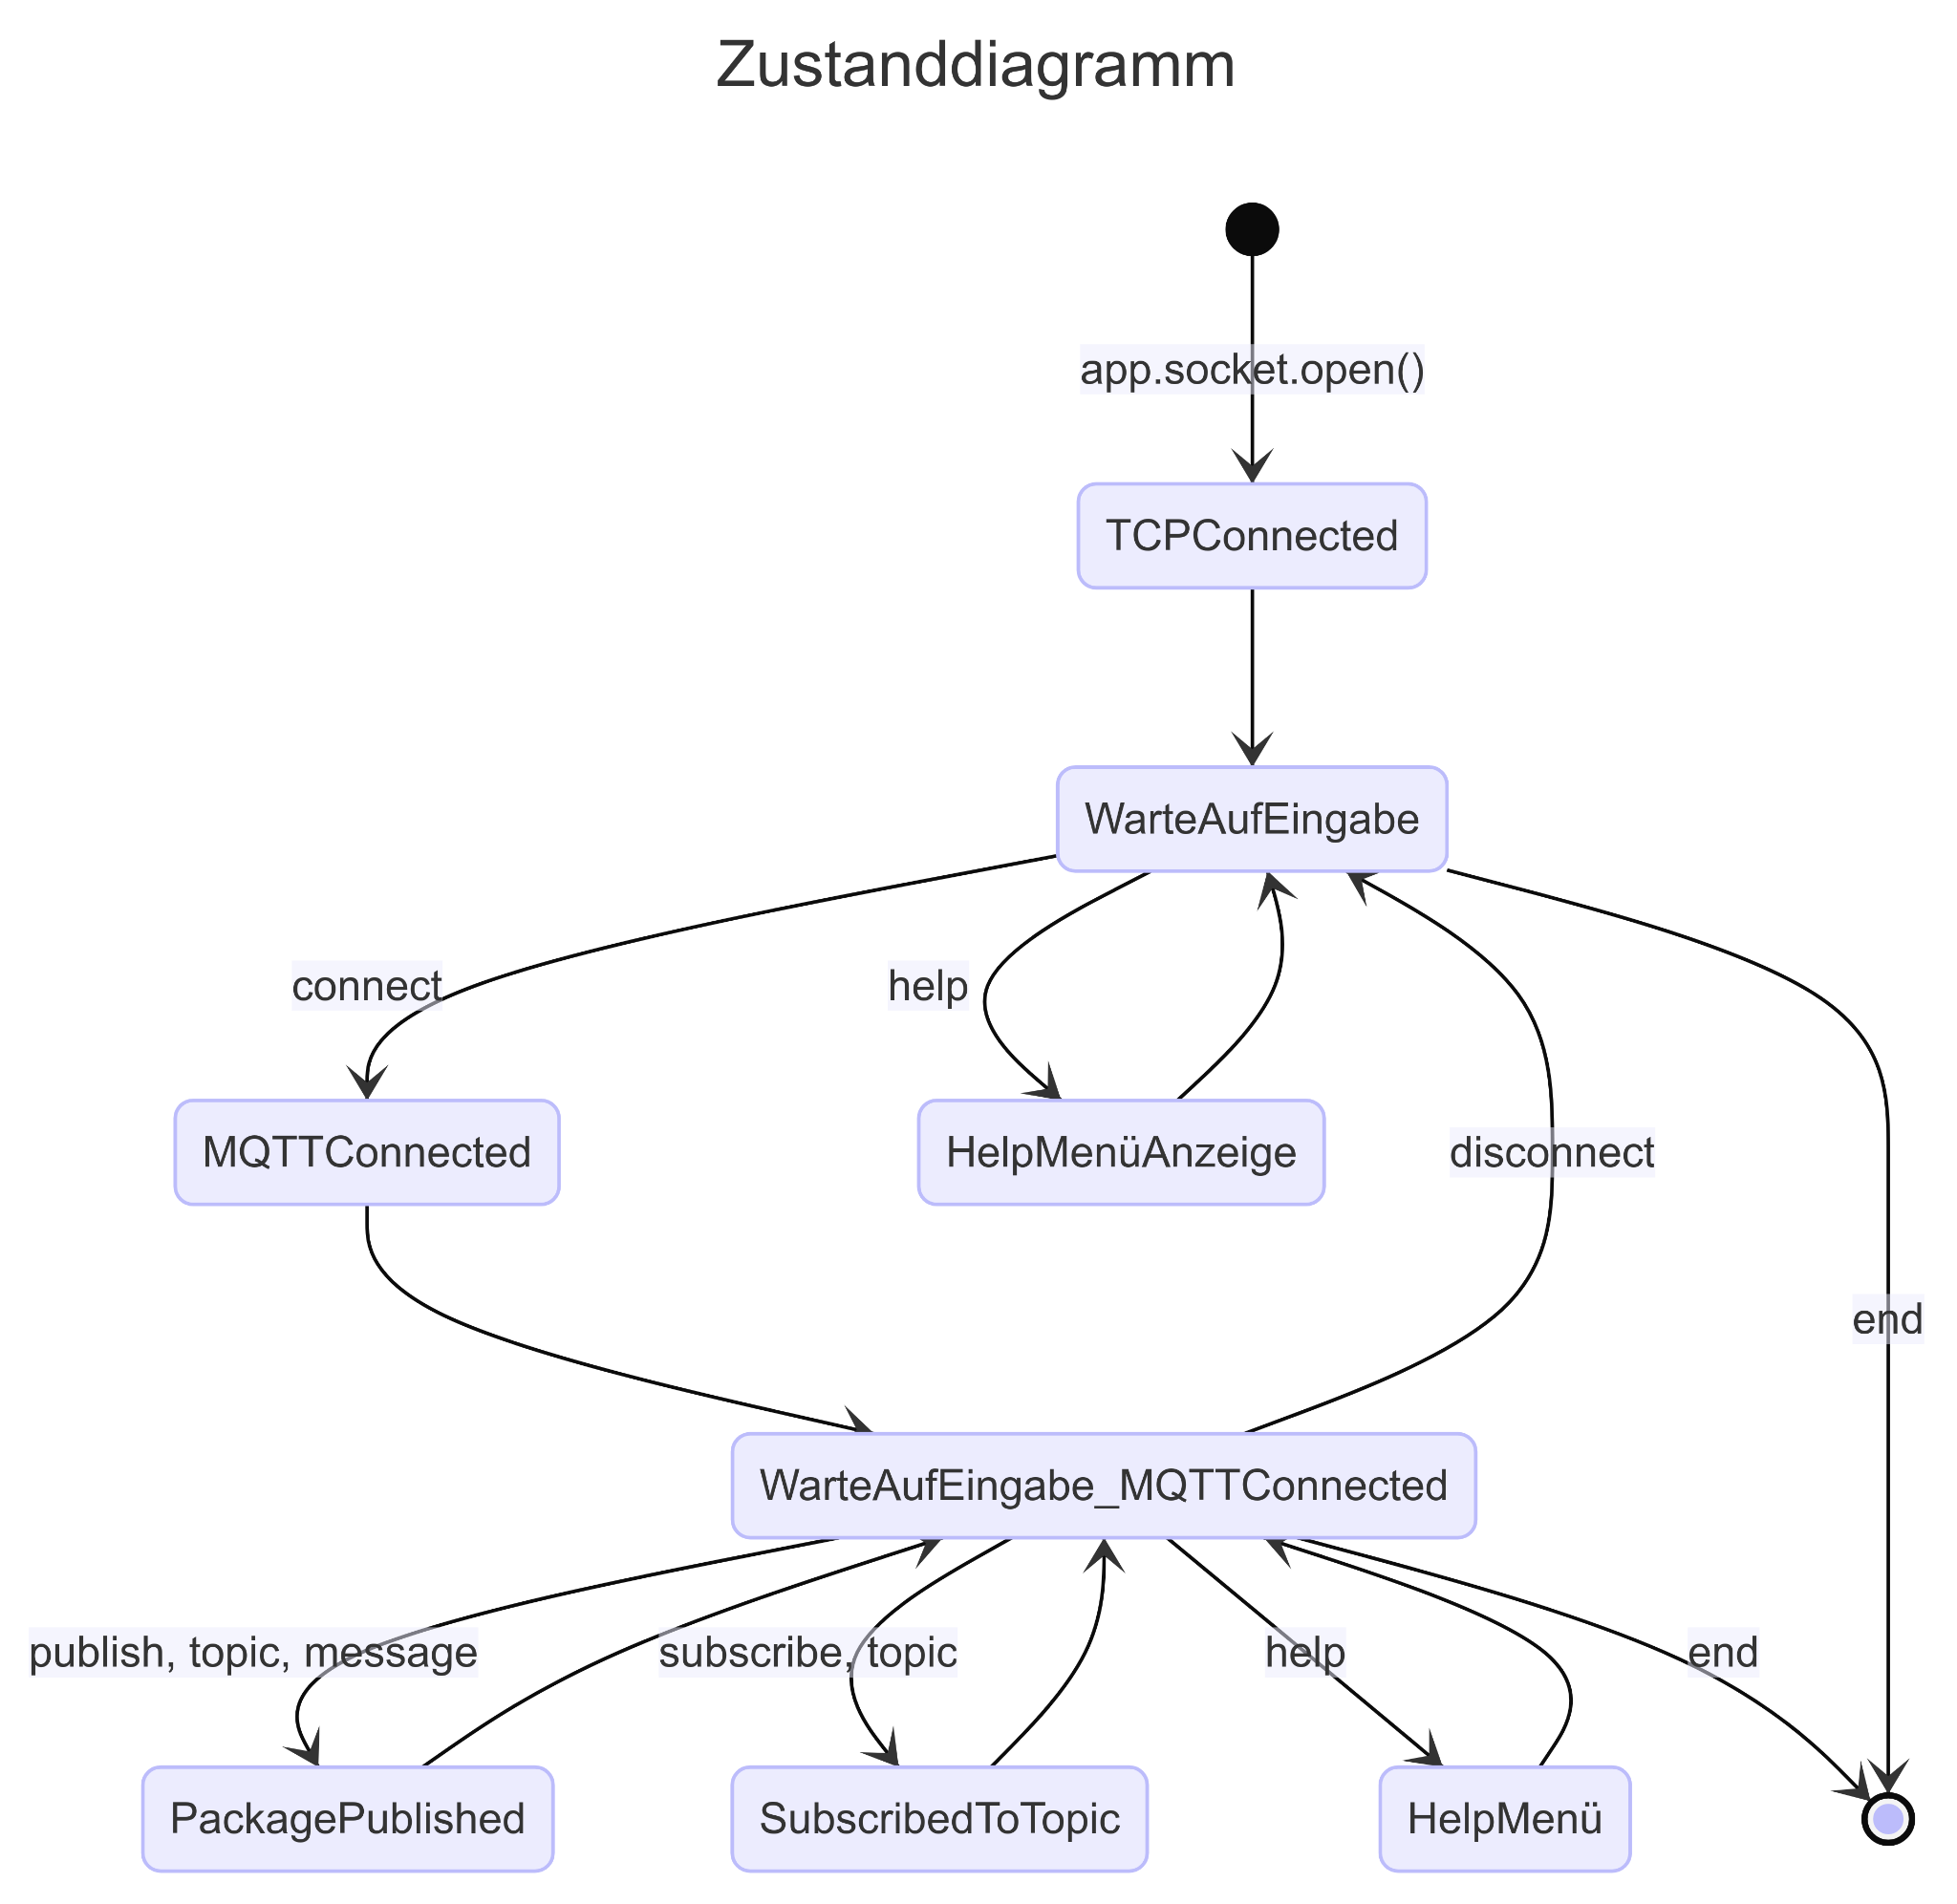 Zustanddiagramm
app.socket.open()
TCPConnected
WarteAufEingabe
connect
help
MQTTConnected
HelpMenüAnzeige
disconnect
end
WarteAufEingabe_MQTTConnected
publish, topic, message
subscribe, topic
help
end
PackagePublished
SubscribedToTopic
HelpMenü